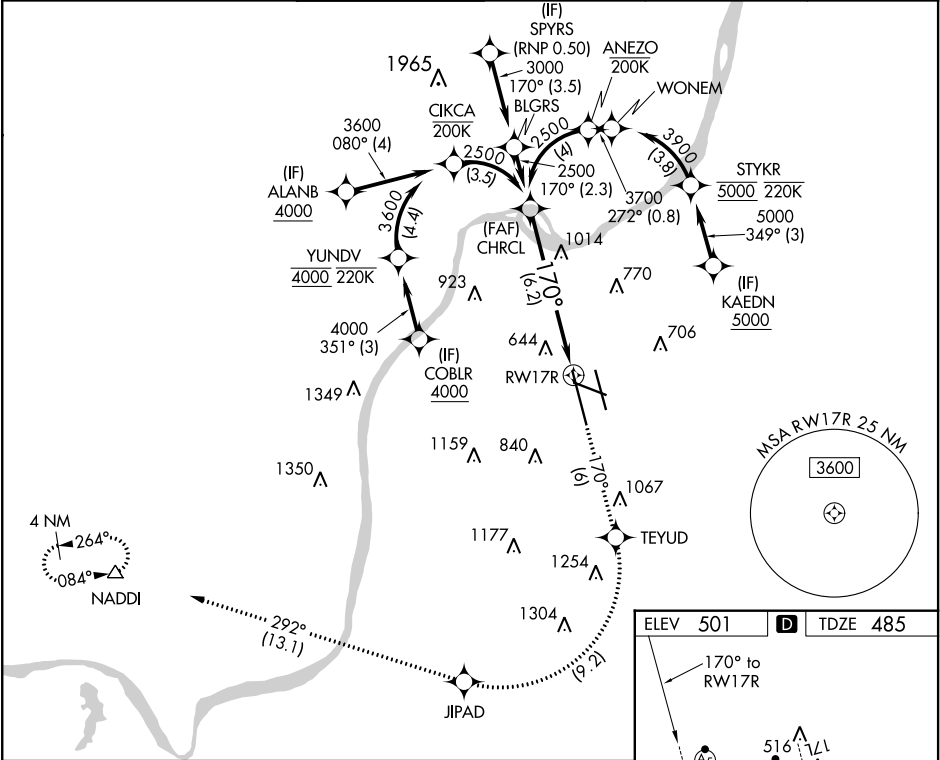 (IF)
SPYRS
(RNP 0.50)
3000
170° (3.5)
BLGRS
ANEZO
200K
WONEM
1965
CIKCA
200K
3600
080° (4)
2500
(3.5)
2500
(4)
2500
170° (2.3)
3900
(3.8)
3700
272° (0.8)
STYKR
5000 220K
5000
349° (3)
(IF)
ALANB
4000
3600
(4.4)
(FAF)
CHRCL
YUNDV
4000 220K
1014
770
923
170°
(6.2)
(IF)
KAEDN
5000
4000
351° (3)
(IF)
COBLR
4000
644
706
RW17R
1349
1159
840
1350
170°
(6)
1067
MSA RW17R 25 NM
3600
4 NM
264°
084°
NADDI
1177
TEYUD
1254
1304
292°
(13.1)
(9.2)
JIPAD
ELEV 501 D TDZE 485
170° to
RW17R
516
17L
A5